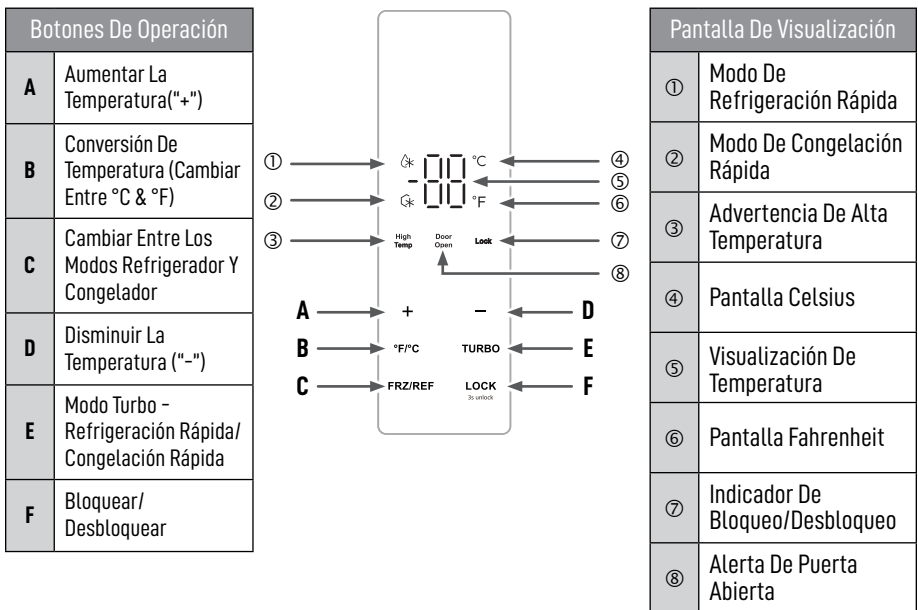 Botones De Operación
A
Aumentar La
Temperatura("+")
B
Conversión De
Temperatura (Cambiar
Entre °C & °F)
C
Cambiar Entre Los
Modos Refrigerador Y
Congelador
D
Disminuir La
Temperatura ("-")
E
Modo Turbo -
Refrigeración Rápida/
Congelación Rápida
F
Bloquear/
Desbloquear
①
②
③
-88
°C
°F
High
Temp
Door
Open
Lock
④
⑤
⑥
⑦
⑧
A
+
−
D
B
°F/°C
TURBO
E
C
FRZ/REF
LOCK
3s unlock
F
Pantalla De Visualización
①
Modo De
Refrigeración Rápida
②
Modo De Congelación
Rápida
③
Advertencia De Alta
Temperatura
④
Pantalla Celsius
⑤
Visualización De
Temperatura
⑥
Pantalla Fahrenheit
⑦
Indicador De
Bloqueo/Desbloqueo
⑧
Alerta De Puerta
Abierta